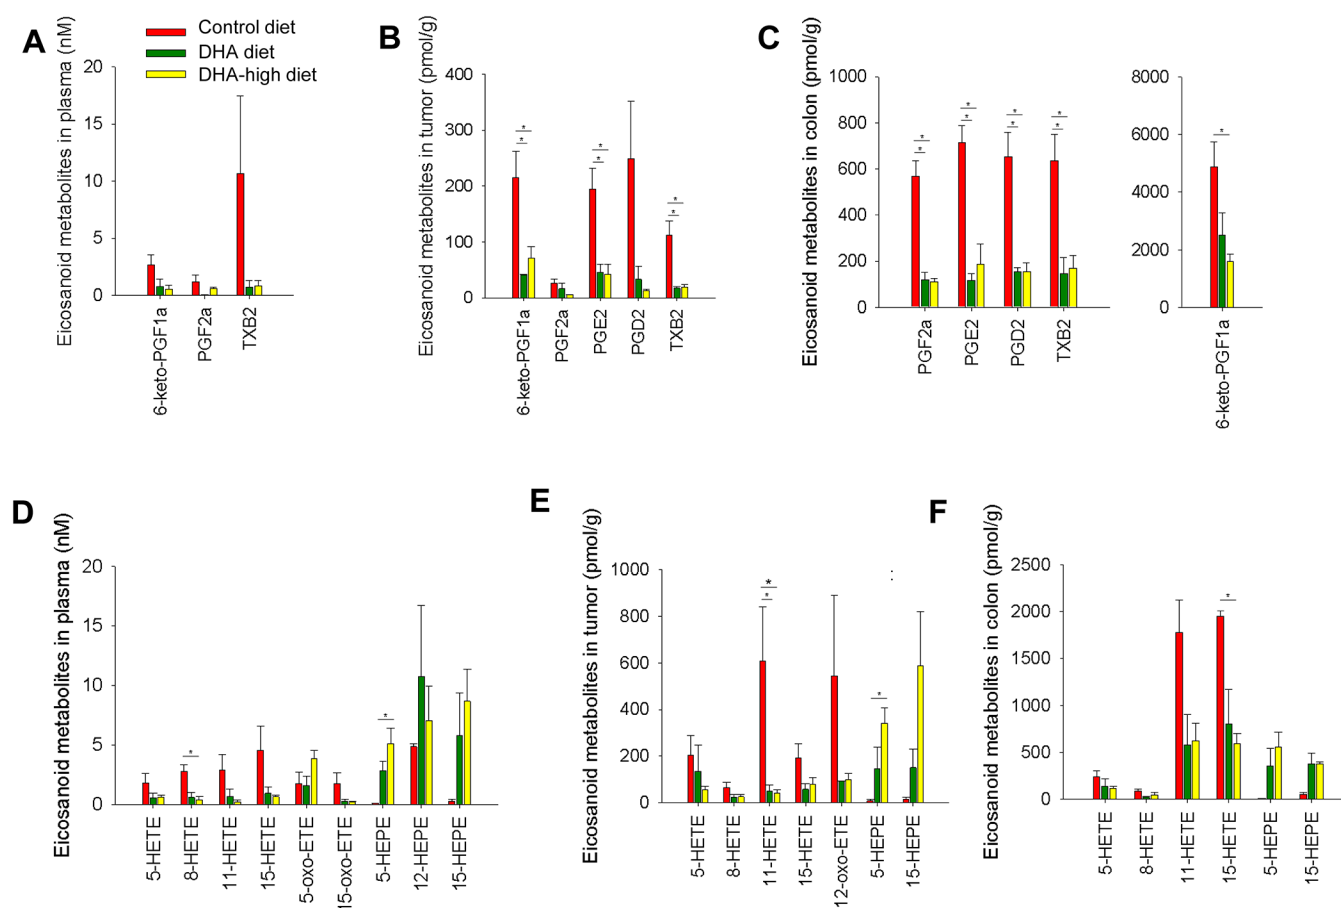 A
Control diet
DHA diet
DHA-high diet
Eicosanoid metabolites in plasma (nM)
20
15
10
5
0
6-keto-PGF1a
PGF2a
TXB2
B
Eicosanoid metabolites in tumor (pmol/g)
400
300
200
100
0
* * * * * *
6-keto-PGF1a
PGF2a
PGE2
PGD2
TXB2
C
Eicosanoid metabolites in colon (pmol/g)
1000
800
600
400
200
0
* * * * * * * *
PGF2a
PGE2
PGD2
TXB2
8000
6000
4000
2000
0
*
6-keto-PGF1a
D
Eicosanoid metabolites in plasma (nM)
20
15
10
5
0
* *
5-HETE
8-HETE
11-HETE
15-HETE
5-oxo-ETE
15-oxo-ETE
5-HEPE
12-HEPE
15-HEPE
E
Eicosanoid metabolites in tumor (pmol/g)
1000
800
600
400
200
0
:
* * *
5-HETE
8-HETE
11-HETE
15-HETE
12-oxo-ETE
5-HEPE
15-HEPE
F
Eicosanoid metabolites in colon (pmol/g)
2500
2000
1500
1000
500
0
*
5-HETE
8-HETE
11-HETE
15-HETE
5-HEPE
15-HEPE